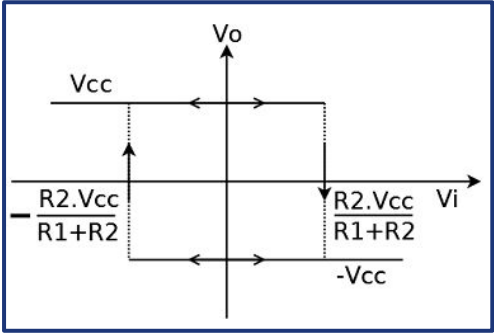 Vo
Vcc
− R2.Vcc
R1+R2
R2.Vcc
R1+R2
Vi
-Vcc